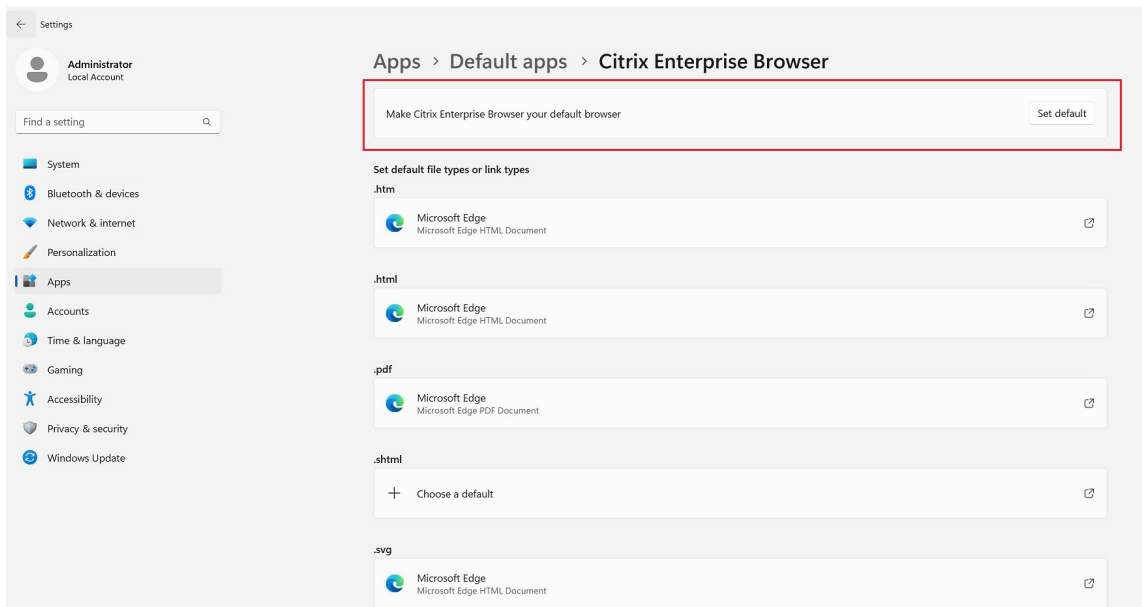 Settings
Administrator
Local Account
Find a setting
System
Bluetooth & devices
Network & internet
Personalization
Apps
Accounts
Time & language
Gaming
Accessibility
Privacy & security
Windows Update
Apps > Default apps > Citrix Enterprise Browser
Make Citrix Enterprise Browser your default browser
Set default
Set default file types or link types
.htm
Microsoft Edge
Microsoft Edge HTML Document
.html
Microsoft Edge
Microsoft Edge HTML Document
.pdf
Microsoft Edge
Microsoft Edge PDF Document
.shtml
Choose a default
.svg
Microsoft Edge
Microsoft Edge HTML Document